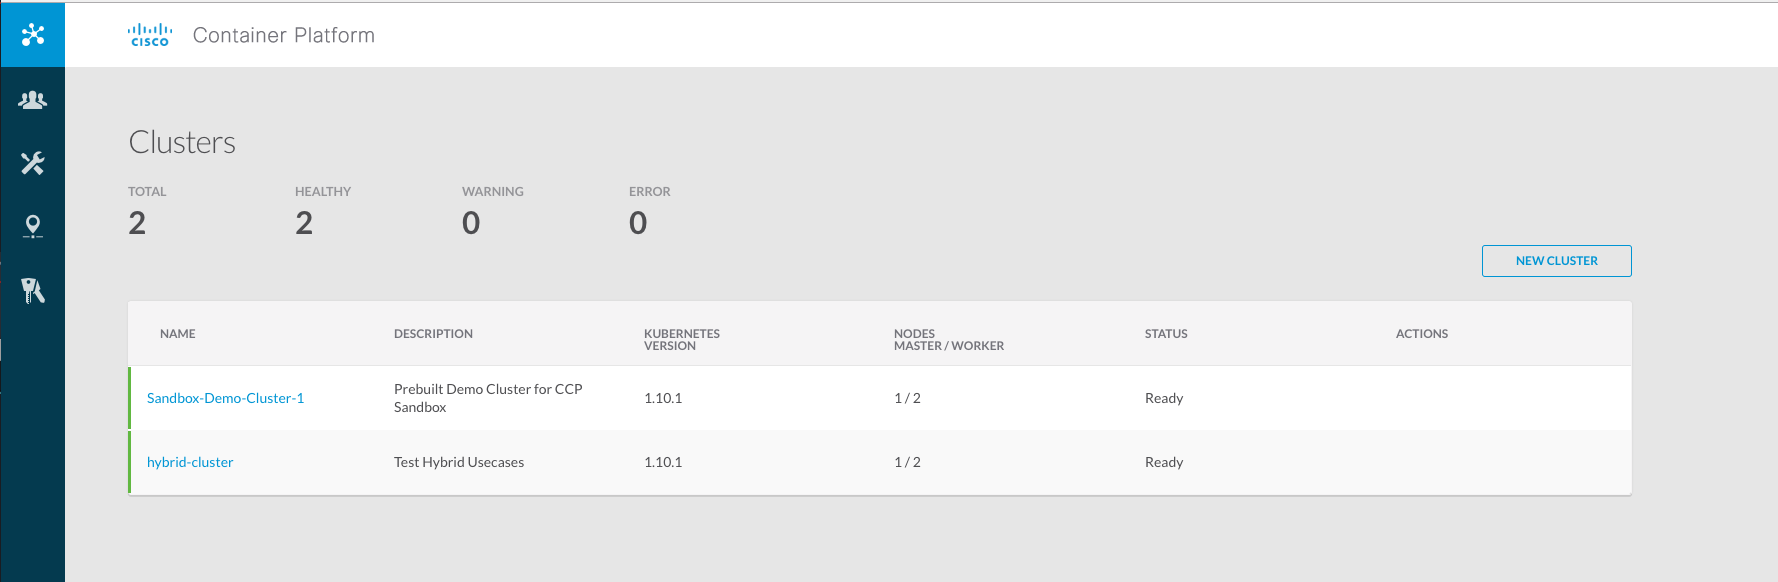 CISCO Container Platform
Clusters
TOTAL HEALTHY WARNING ERROR
2 2 0 0
NEW CLUSTER
NAME DESCRIPTION KUBERNETES VERSION NODES MASTER / WORKER STATUS ACTIONS
Sandbox-Demo-Cluster-1 Prebuilt Demo Cluster for CCP Sandbox 1.10.1 1 / 2 Ready
hybrid-cluster Test Hybrid Usecases 1.10.1 1 / 2 Ready